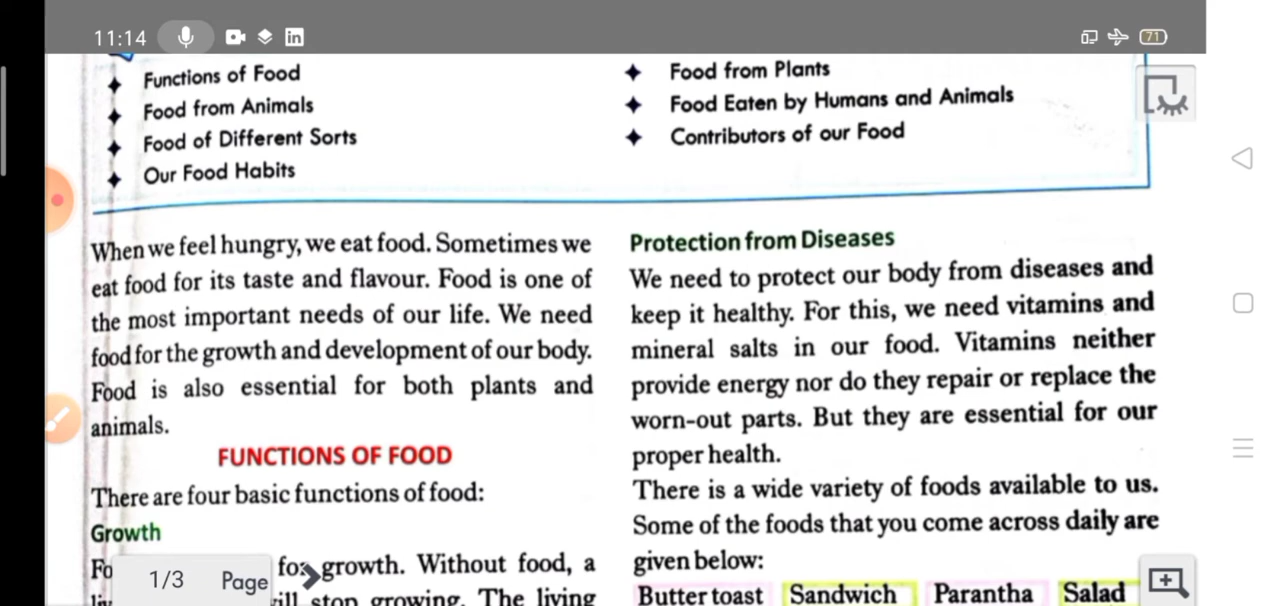 11:14
71
Functions of Food
Food from Animals
Food of Different Sorts
Our Food Habits
Food from Plants
Food Eaten by Humans and Animals
Contributors of our Food
When we feel hungry, we eat food. Sometimes we
eat food for its taste and flavour. Food is one of
the most important needs of our life. We need
food for the growth and development of our body.
Food is also essential for both plants and
animals.
FUNCTIONS OF FOOD
There are four basic functions of food:
Growth
for growth. Without food, a
stop growing. The living
Protection from Diseases
We need to protect our body from diseases and
keep it healthy. For this, we need vitamins and
mineral salts in our food. Vitamins neither
provide energy nor do they repair or replace the
worn-out parts. But they are essential for our
proper health.
There is a wide variety of foods available to us.
Some of the foods that you come across daily are
given below:
Butter toast Sandwich Parantha Salad
1/3 Page